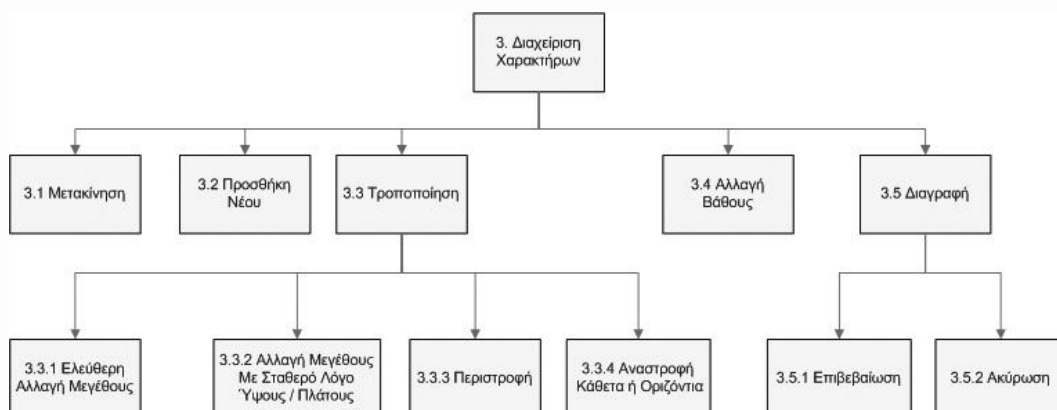 3. Διαχείριση
Χαρακτήρων
3.1 Μετακίνηση
3.2 Προσθήκη
Νέου
3.3 Τροποποίηση
3.4 Αλλαγή
Βάθους
3.5 Διαγραφή
3.3.1 Ελεύθερη
Αλλαγή Μεγέθους
3.3.2 Αλλαγή Μεγέθους
Με Σταθερό Λόγο
Ύψους / Πλάτους
3.3.3 Περιστροφή
3.3.4 Αναστροφή
Κάθετα ή Οριζόντια
3.5.1 Επιβεβαίωση
3.5.2 Ακύρωση